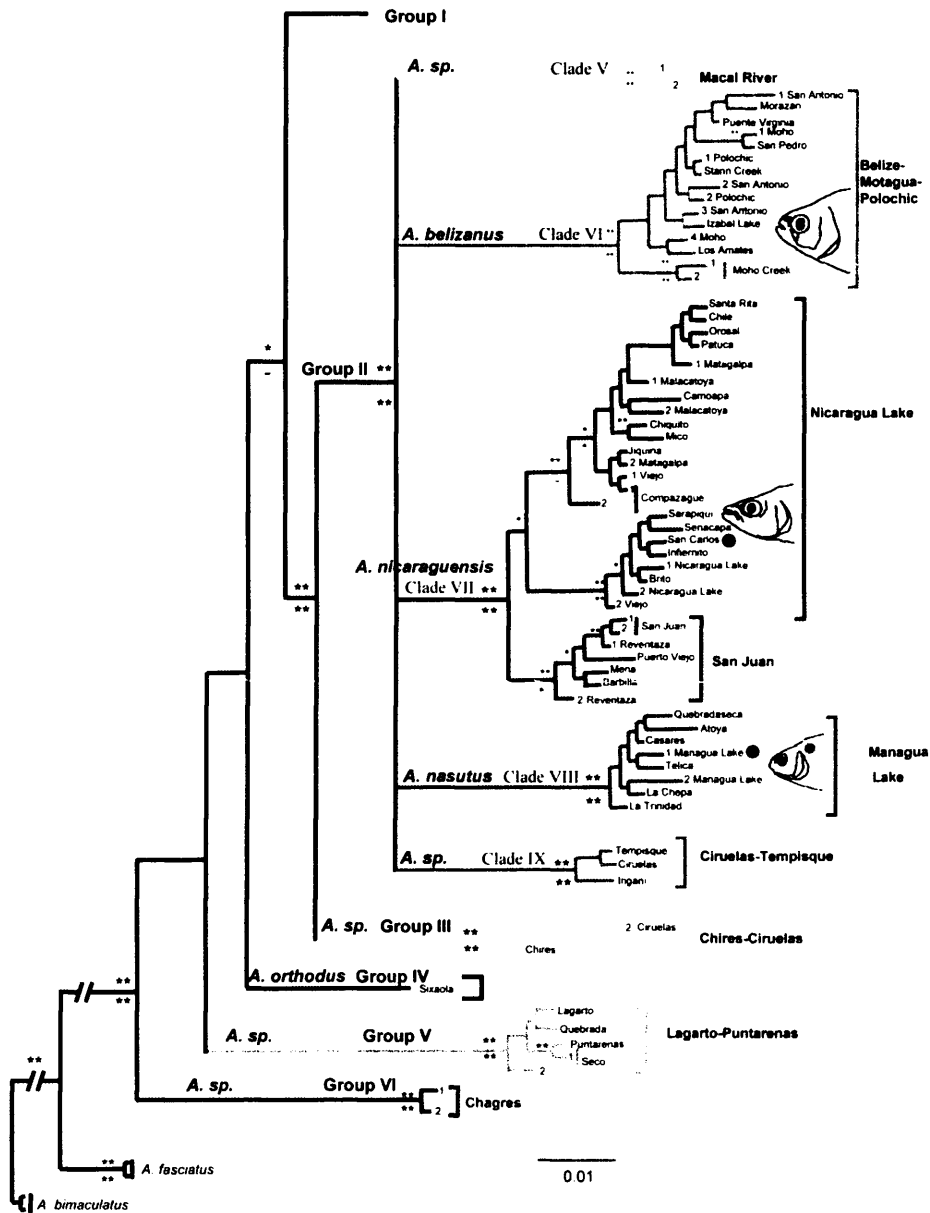 Group I
A. sp.
Clade V
1
2
Macal River
1 San Antonio
Morazan
Puente Virginia
1 Moho
San Pedro
1 Polochic
Stann Creek
2 San Antonio
2 Polochic
3 San Antonio
Izabal Lake
4 Moho
Los Amates
1
2
Moho Creek
Belize-
Motagua-
Polochic
A. belizanus
Clade VI
Group II
Santa Rita
Chile
Orosal
Patuca
1 Matagalpa
1 Malacatoya
Camoapa
2 Malacatoya
Chiquito
Mico
Jiquina
2 Matagalpa
1 Viejo
Compazague
2
Sarapiqui
Senacapa
San Carlos
Infiernito
1 Nicaragua Lake
Brito
2 Nicaragua Lake
2 Viejo
Nicaragua Lake
A. nicaraguensis
Clade VII
1
2
San Juan
1 Reventaza
Puerto Viejo
Mena
Barbilla
2 Reventaza
San Juan
Quebradaseca
Atoya
Casares
1 Managua Lake
Telica
2 Managua Lake
La Chepa
La Trinidad
Managua
Lake
A. nasutus
Clade VIII
A. sp.
Clade IX
Tempisque
Ciruelas
Ingani
Ciruelas-Tempisque
A. sp. Group III
2 Ciruelas
Chires
Chires-Ciruelas
A. orthodus Group IV
Sixaola
A. sp.
Group V
Lagarto
Quebrada
Puntarenas
1
Seco
2
Lagarto-Puntarenas
A. sp.
Group VI
1
2
Chagres
A. fasciatus
A. bimaculatus
0.01